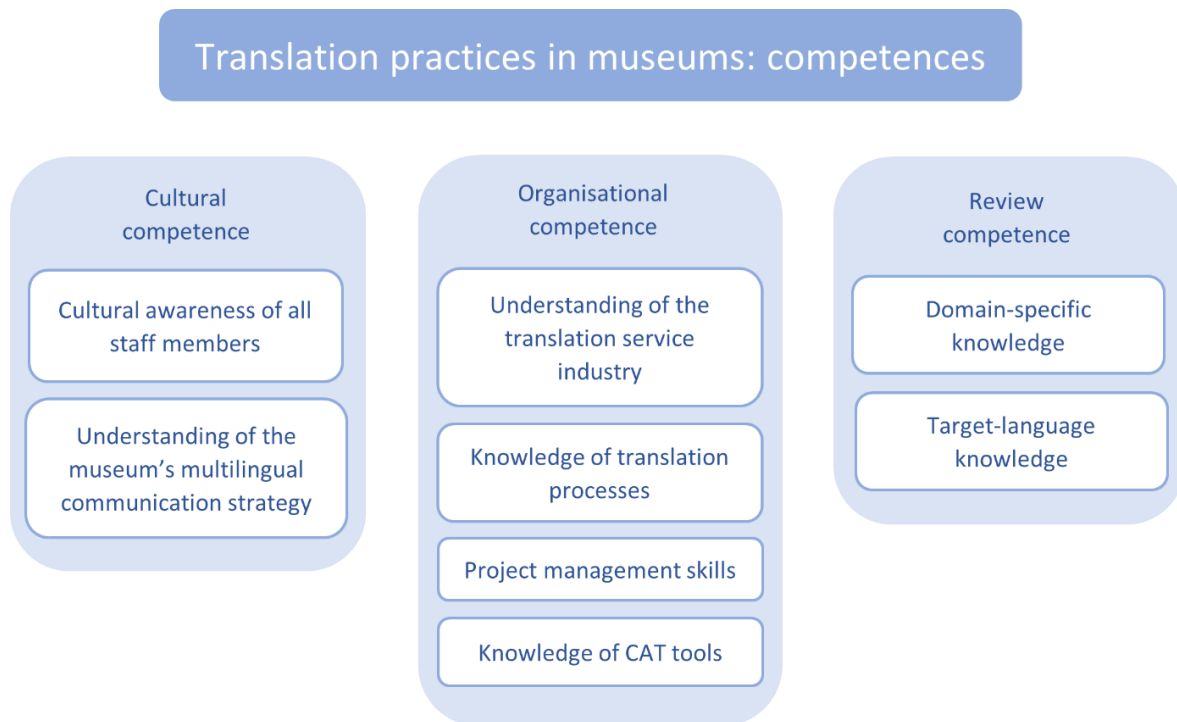 Translation practices in museums: competences
Cultural
competence
Cultural awareness of all
staff members
Understanding of the
museum’s multilingual
communication strategy
Organisational
competence
Understanding of the
translation service
industry
Knowledge of translation
processes
Project management skills
Knowledge of CAT tools
Review
competence
Domain-specific
knowledge
Target-language
knowledge